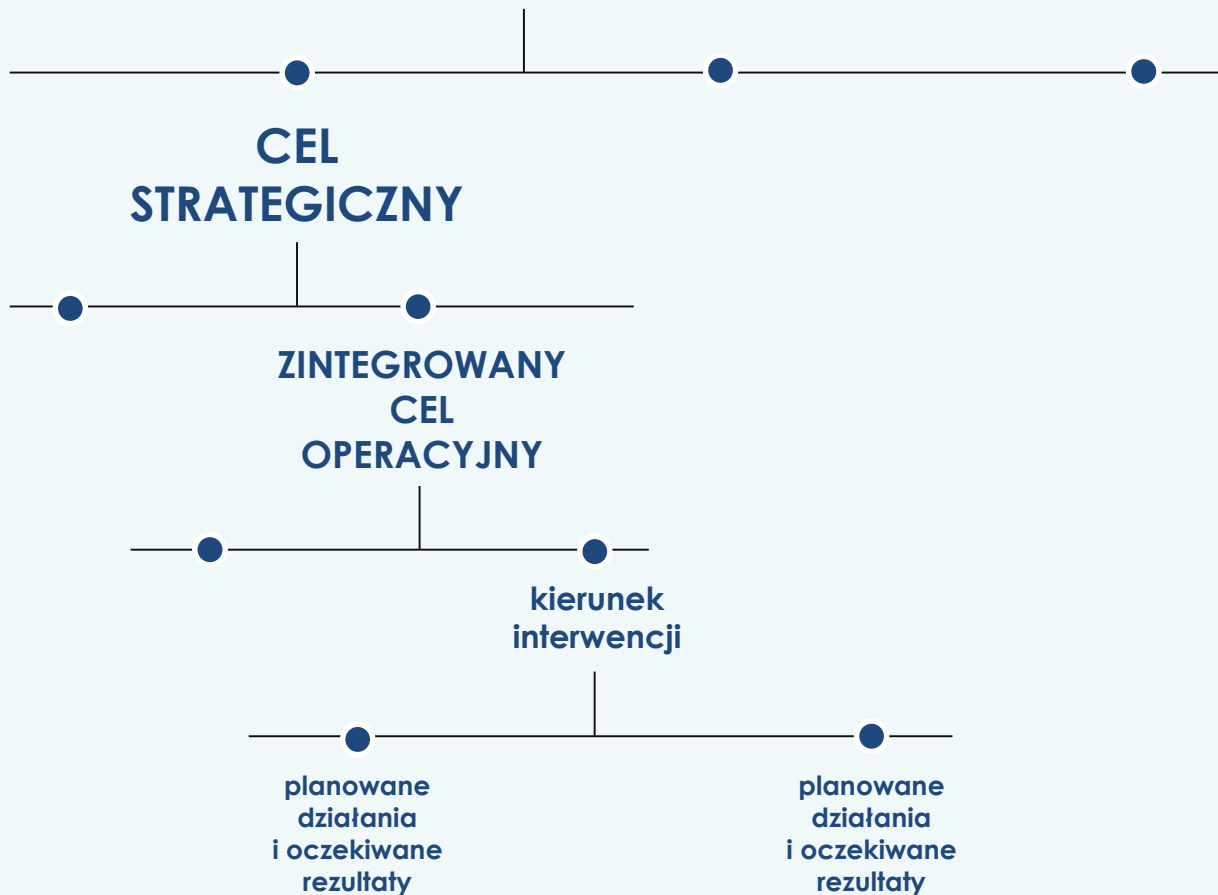 CEL
STRATEGICZNY
ZINTEGROWANY
CEL
OPERACYJNY
kierunek
interwencji
planowane
działania
i oczekiwane
rezultaty
planowane
działania
i oczekiwane
rezultaty